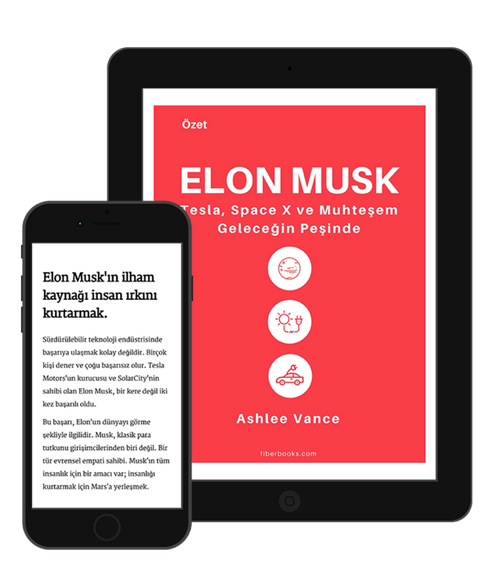 Özet
ELON MUSK
Tesla, Space X ve Muhteşem
Geleceğin Peşinde
Ashlee Vance
fiberbooks.com
Elon Musk'ın ilham
kaynağı insan ırkını
kurtarmak.
Sürdürülebilir teknoloji endüstrisinde
başarıya ulaşmak kolay değildir. Birçok
kişi dener ve çoğu başarısız olur. Tesla
Motors'un kurucusu ve SolarCity'nin
sahibi olan Elon Musk, bir kere değil iki
kez başarılı oldu.
Bu başarı, Elon'un dünyayı görme
şekliyle ilgilidir. Musk, klasik para
tutkunu girişimcilerinden biri değil. Bir
tür evrensel empati sahibi. Musk'ın tüm
insanlık için bir amacı var; insanlığı
kurtarmak için Mars'a yerleşmek.